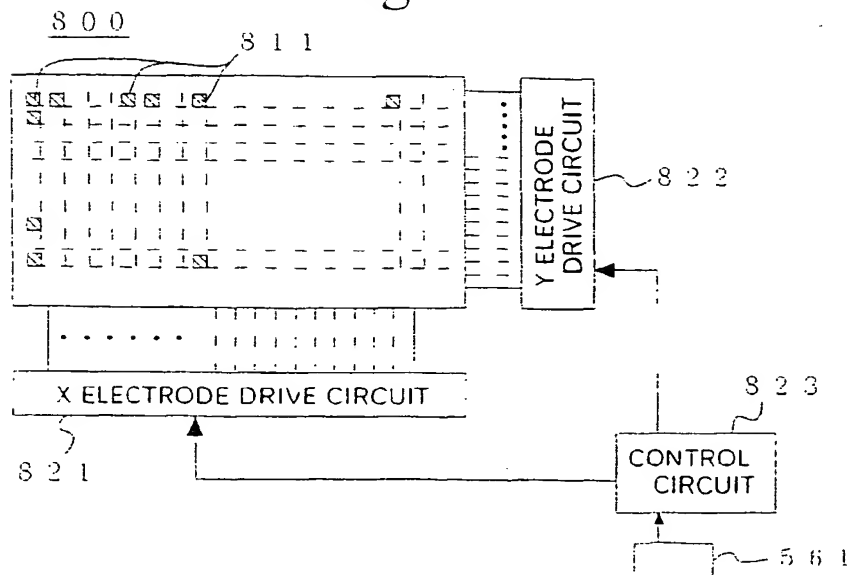 800
811
Y ELECTRODE
DRIVE CIRCUIT
822
X ELECTRODE DRIVE CIRCUIT
821
823
CONTROL
CIRCUIT
561